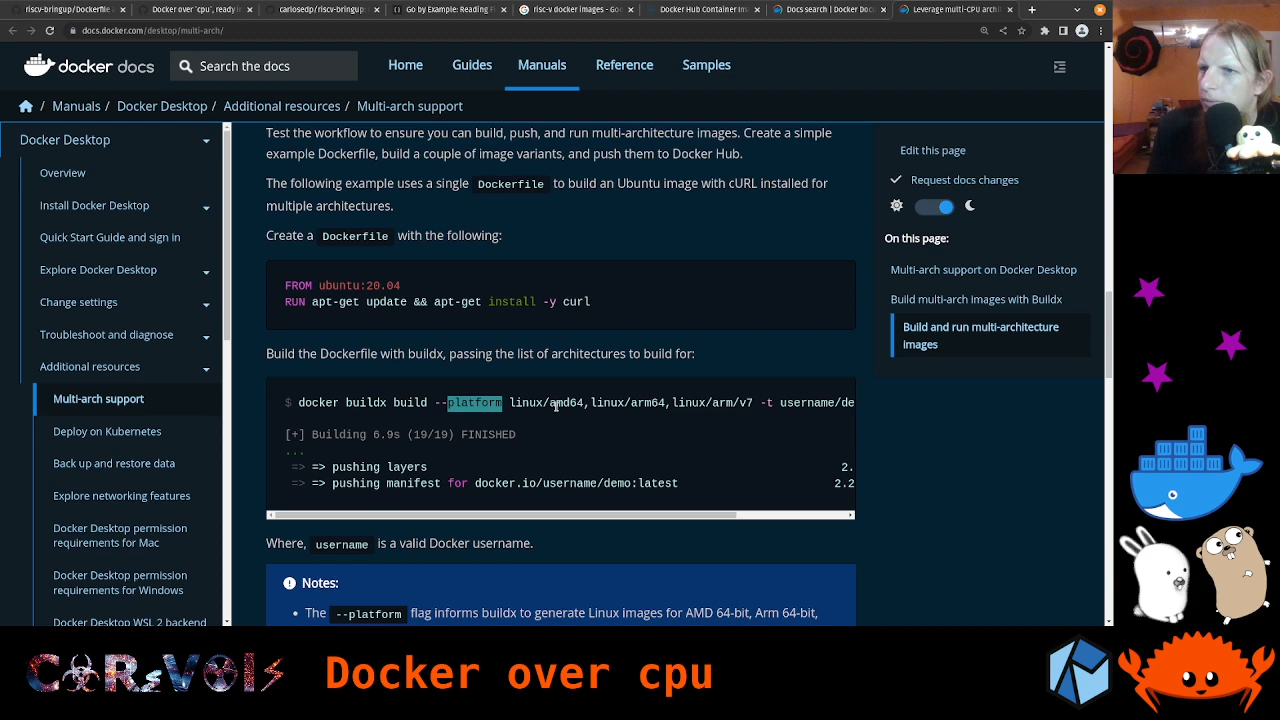 riscv-bringup/Dockerfile
Docker over "cpu", ready in
carlosedp/riscv-bringup:
Go by Example: Reading F
risc-v docker images - Goo
Docker Hub Container Im
Docs search | Docker Doc
Leverage multi-CPU archi
docs.docker.com/desktop/multi-arch/
docker docs
Search the docs
Home
Guides
Manuals
Reference
Samples
Manuals / Docker Desktop / Additional resources / Multi-arch support
Docker Desktop
Overview
Install Docker Desktop
Quick Start Guide and sign in
Explore Docker Desktop
Change settings
Troubleshoot and diagnose
Additional resources
Multi-arch support
Deploy on Kubernetes
Back up and restore data
Explore networking features
Docker Desktop permission
requirements for Mac
Docker Desktop permission
requirements for Windows
Docker Desktop WSL 2 backend
Test the workflow to ensure you can build, push, and run multi-architecture images. Create a simple
example Dockerfile, build a couple of image variants, and push them to Docker Hub.
The following example uses a single Dockerfile to build an Ubuntu image with cURL installed for
multiple architectures.
Create a Dockerfile with the following:
FROM ubuntu:20.04
RUN apt-get update && apt-get install -y curl
Build the Dockerfile with buildx, passing the list of architectures to build for:
$ docker buildx build --platform linux/amd64,linux/arm64,linux/arm/v7 -t username/de
[+] Building 6.9s (19/19) FINISHED
...
=> => pushing layers 2.
=> => pushing manifest for docker.io/username/demo:latest 2.2
Where, username is a valid Docker username.
Notes:
• The --platform flag informs buildx to generate Linux images for AMD 64-bit, Arm 64-bit,
Edit this page
Request docs changes
On this page:
Multi-arch support on Docker Desktop
Build multi-arch images with Buildx
Build and run multi-architecture
images
Docker over cpu